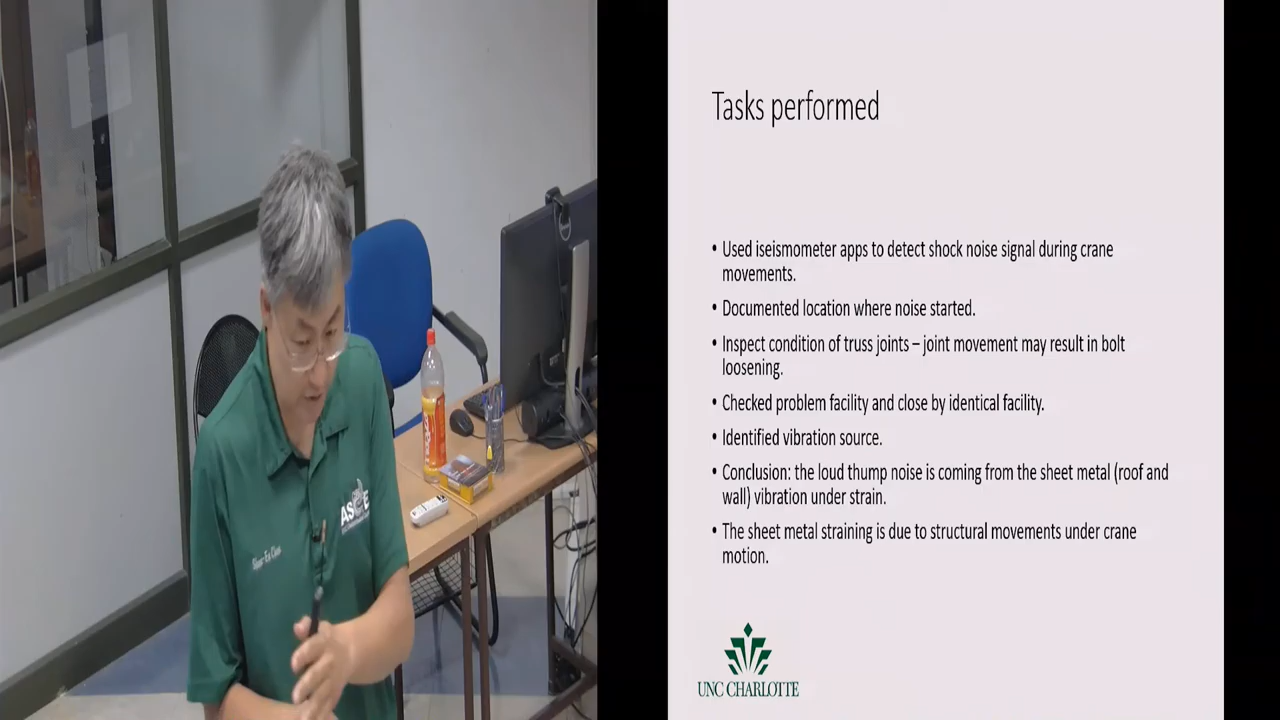 Tasks performed
• Used iseismometer apps to detect shock noise signal during crane
movements.
• Documented location where noise started.
• Inspect condition of truss joints – joint movement may result in bolt
loosening.
• Checked problem facility and close by identical facility.
• Identified vibration source.
• Conclusion: the loud thump noise is coming from the sheet metal (roof and
wall) vibration under strain.
• The sheet metal straining is due to structural movements under crane
motion.
UNC CHARLOTTE